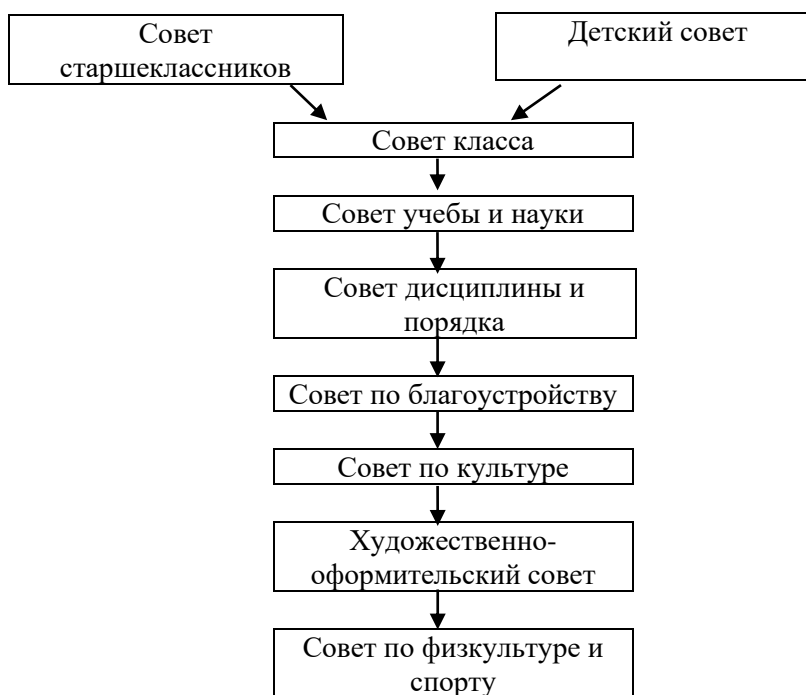 Совет
старшеклассников
Детский совет
Совет класса
Совет учебы и науки
Совет дисциплины и
порядка
Совет по благоустройству
Совет по культуре
Художественно-
оформительский совет
Совет по физкультуре и
спорту